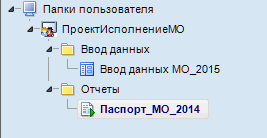 Папки пользователя
ПроектИсполнениеМО
Ввод данных
Ввод данных МО_2015
Отчеты
Паспорт_МО_2014